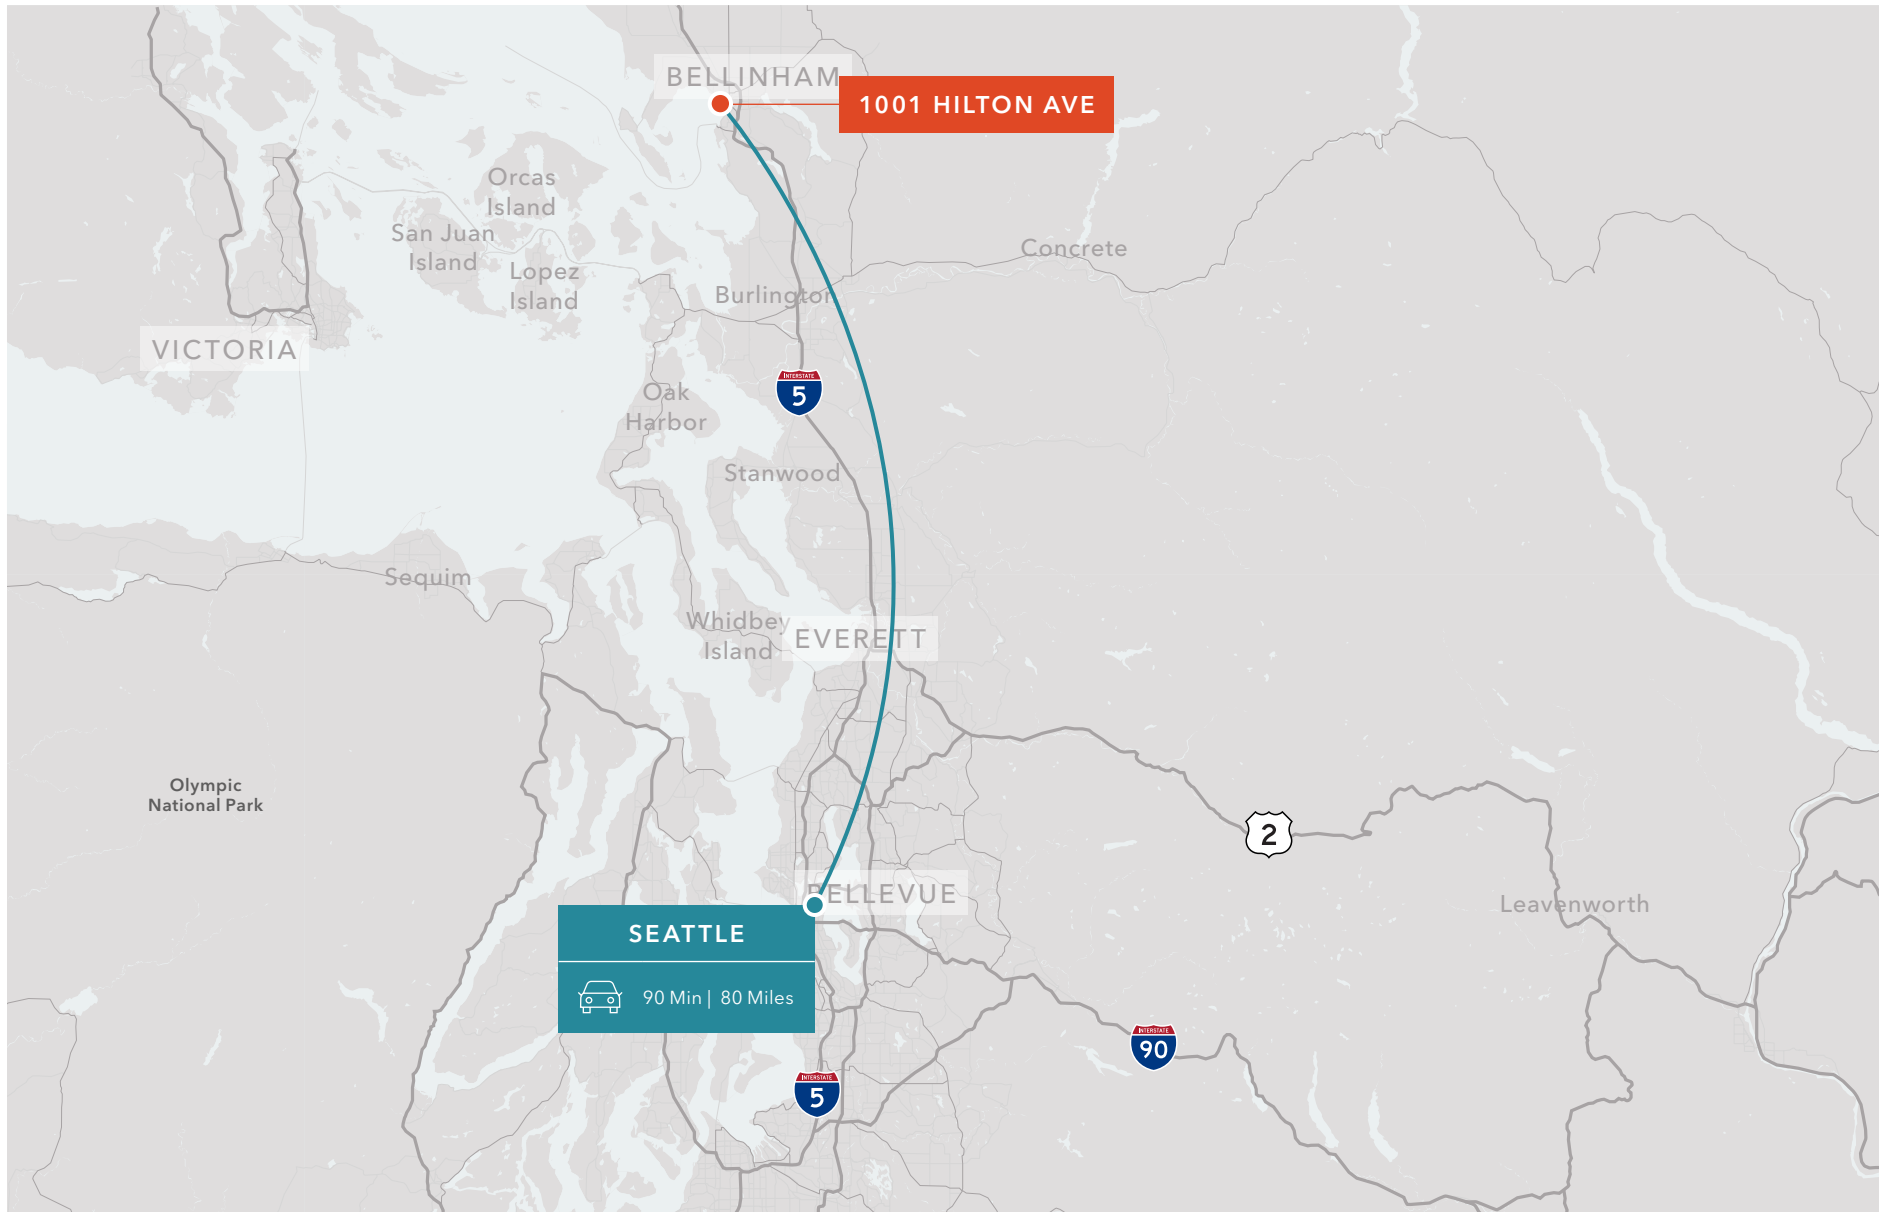 BELLINHAM
1001 HILTON AVE
Orcas
Island
San Juan
Island
Concrete
Lopez
Island
Burlington
VICTORIA
INTERSTATE
5
Oak
Harbor
Stanwood
Sequim
Whidbey
Island
EVERETT
Olympic
National Park
2
BELLEVUE
Leavenworth
SEATTLE
90 Min | 80 Miles
INTERSTATE
90
INTERSTATE
5